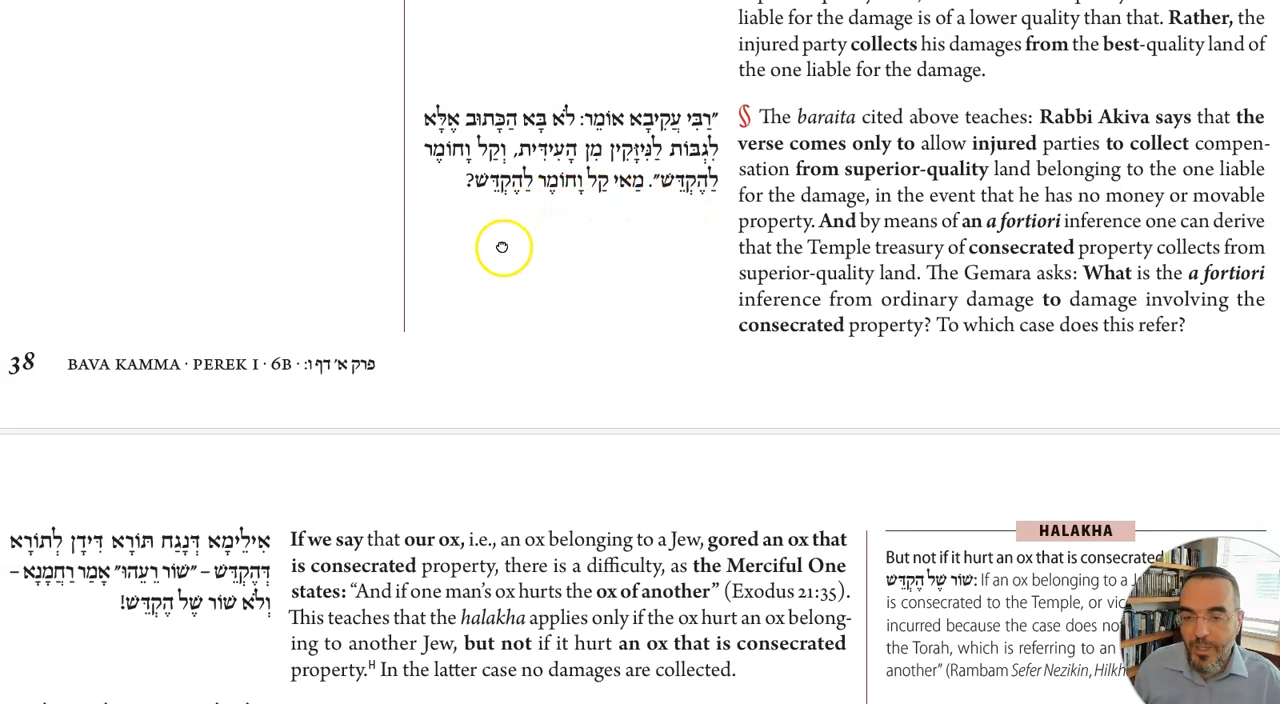 liable for the damage is of a lower quality than that. Rather, the
injured party collects his damages from the best-quality land of
the one liable for the damage.
"רַבִּי עֲקִיבָא אוֹמֵר: לֹא בָּא הַכָּתוּב אֶלָּא
לִגְבּוֹת לַנִּיזָּקִין מִן הָעִידִּית, וְקַל וָחוֹמֶר
לַהֶקְדֵּשׁ". מַאי קַל וָחוֹמֶר לַהֶקְדֵּשׁ?
§ The baraita cited above teaches: Rabbi Akiva says that the
verse comes only to allow injured parties to collect compen-
sation from superior-quality land belonging to the one liable
for the damage, in the event that he has no money or movable
property. And by means of an a fortiori inference one can derive
that the Temple treasury of consecrated property collects from
superior-quality land. The Gemara asks: What is the a fortiori
inference from ordinary damage to damage involving the
consecrated property? To which case does this refer?
38 BAVA KAMMA · PEREK I · 6B · פרק א׳ דף ו:
אִילֵּימָא דְּנָגַח תּוֹרָא דִּידַן לְתוֹרָא
דְּהֶקְדֵּשׁ – "שׁוֹר רֵעֵהוּ" אָמַר רַחֲמָנָא –
וְלֹא שׁוֹר שֶׁל הֶקְדֵּשׁ!
If we say that our ox, i.e., an ox belonging to a Jew, gored an ox that
is consecrated property, there is a difficulty, as the Merciful One
states: "And if one man's ox hurts the ox of another" (Exodus 21:35).
This teaches that the halakha applies only if the ox hurt an ox belong-
ing to another Jew, but not if it hurt an ox that is consecrated
property.H In the latter case no damages are collected.
HALAKHA
But not if it hurt an ox that is consecrated
שׁוֹר שֶׁל הֶקְדֵּשׁ: If an ox belonging to a
is consecrated to the Temple, or
incurred because the case does
the Torah, which is referring to an
another" (Rambam Sefer Nezikin,